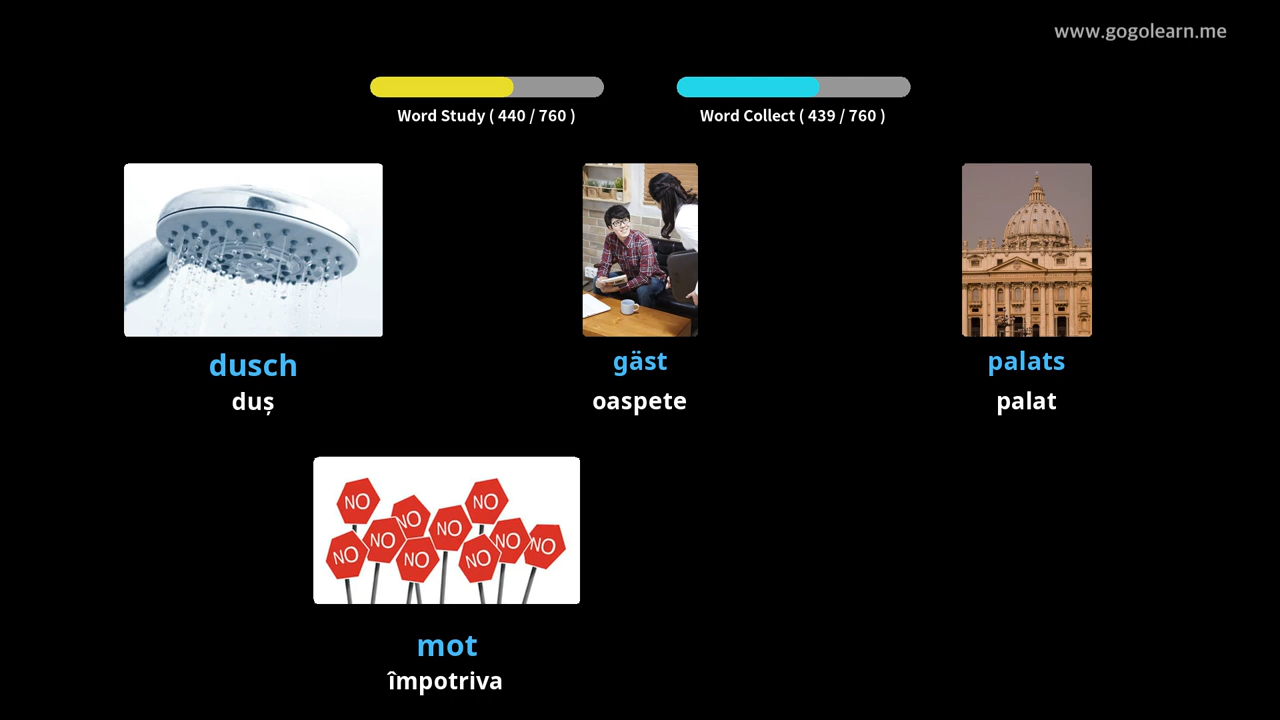 www.gogolearn.me
Word Study ( 440 / 760 )
Word Collect ( 439 / 760 )
dusch
duș
gäst
oaspete
palats
palat
NO
NO
NO
NO
NO
NO
NO
NO
NO
NO
mot
împotriva